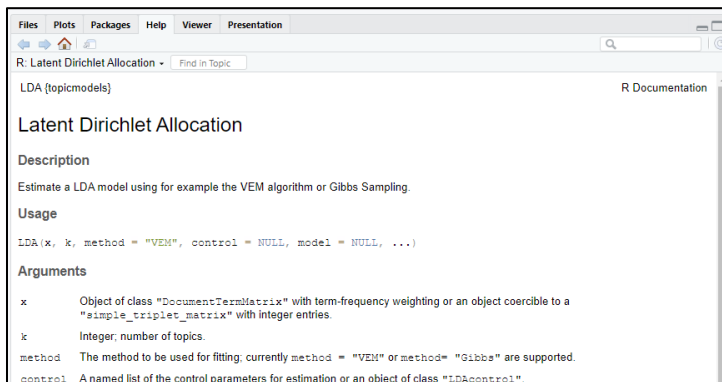 Files Plots Packages Help Viewer Presentation
R: Latent Dirichlet Allocation Find in Topic
LDA {topicmodels} R Documentation
Latent Dirichlet Allocation
Description
Estimate a LDA model using for example the VEM algorithm or Gibbs Sampling.
Usage
LDA(x, k, method = "VEM", control = NULL, model = NULL, ...)
Arguments
x Object of class "DocumentTermMatrix" with term-frequency weighting or an object coercible to a
"simple_triplet_matrix" with integer entries.
k Integer; number of topics.
method The method to be used for fitting; currently method = "VEM" or method= "Gibbs" are supported.
control A named list of the control parameters for estimation or an object of class "LDAcontrol".